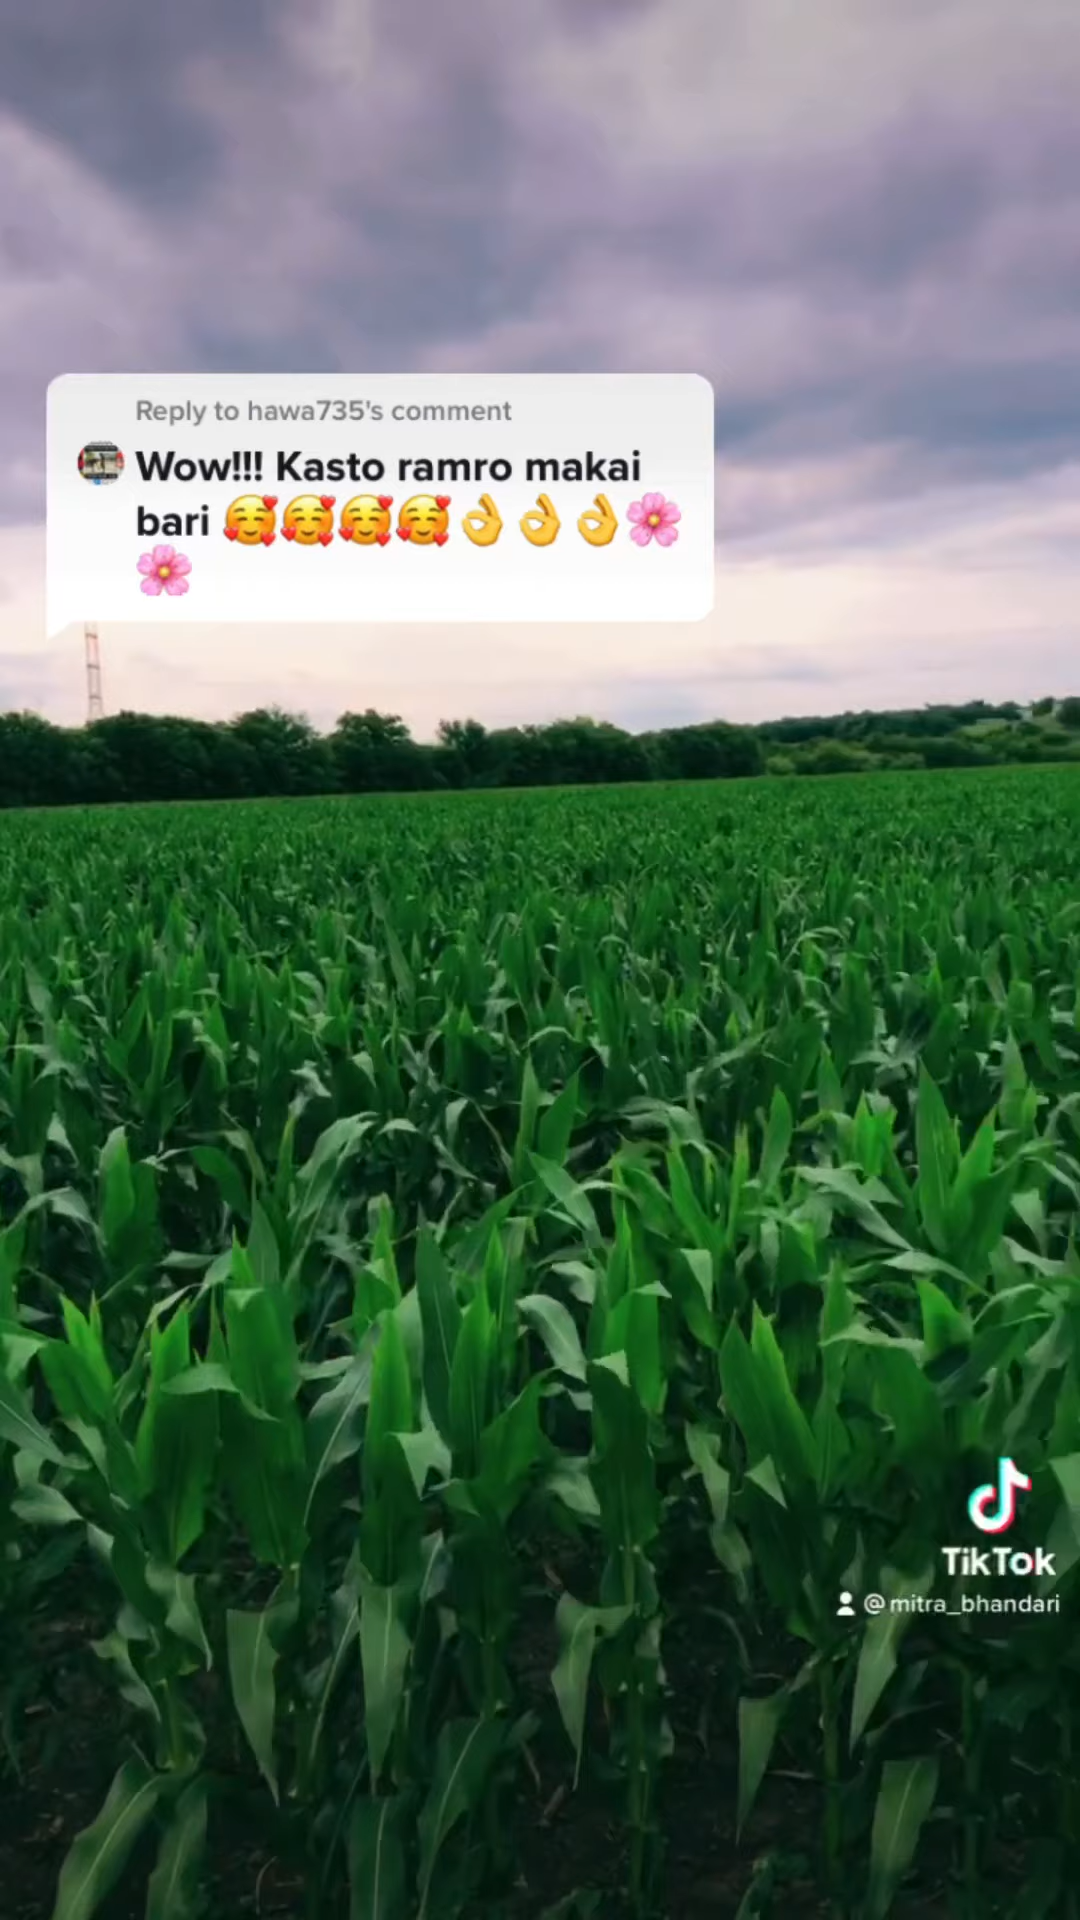 Reply to hawa735's comment
Wow!!! Kasto ramro makai
bari 🥰🥰🥰🥰👌👌👌🌸
🌸
TikTok
@mitra_bhandari